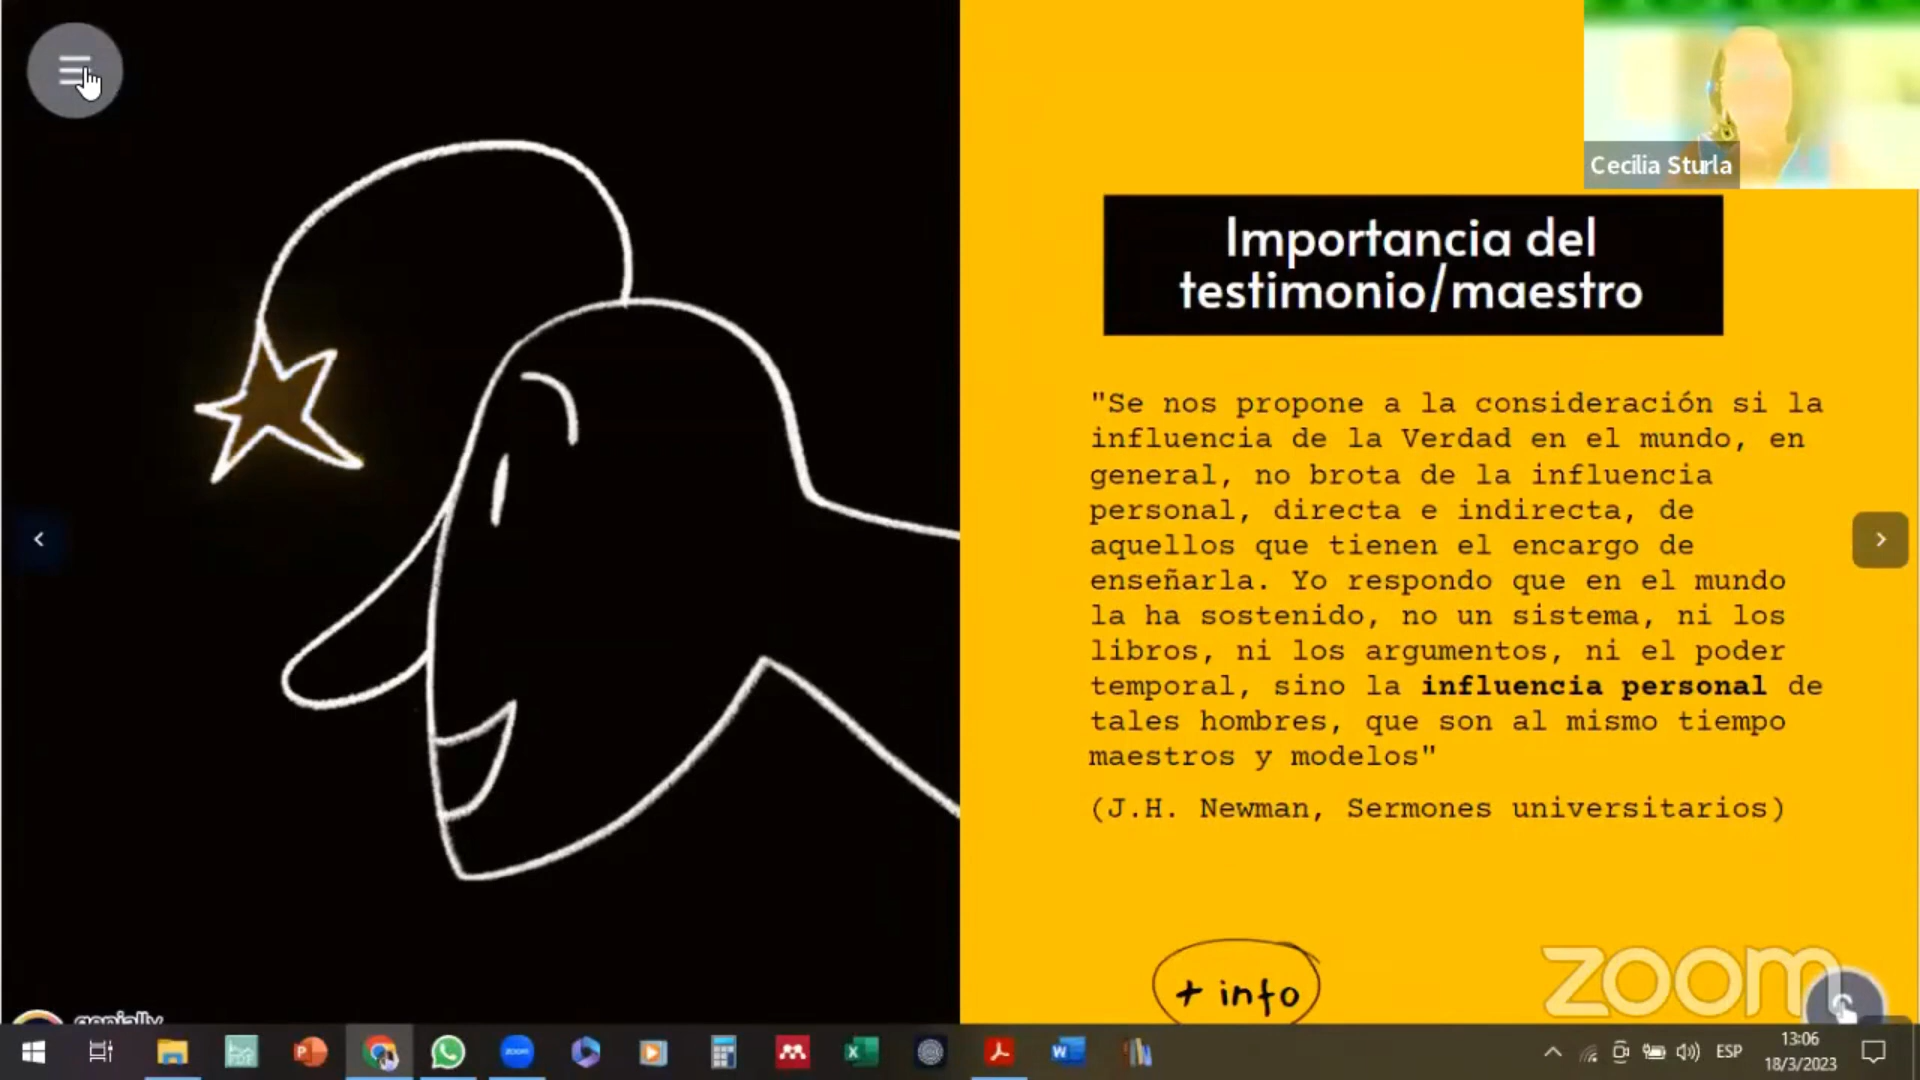 Cecilia Sturla
Importancia del
testimonio/maestro
"Se nos propone a la consideración si la
influencia de la Verdad en el mundo, en
general, no brota de la influencia
personal, directa e indirecta, de
aquellos que tienen el encargo de
enseñarla. Yo respondo que en el mundo
la ha sostenido, no un sistema, ni los
libros, ni los argumentos, ni el poder
temporal, sino la influencia personal de
tales hombres, que son al mismo tiempo
maestros y modelos"
(J.H. Newman, Sermones universitarios)
+ info
zoom
genially
zoom
ESP
13:06
18/3/2023